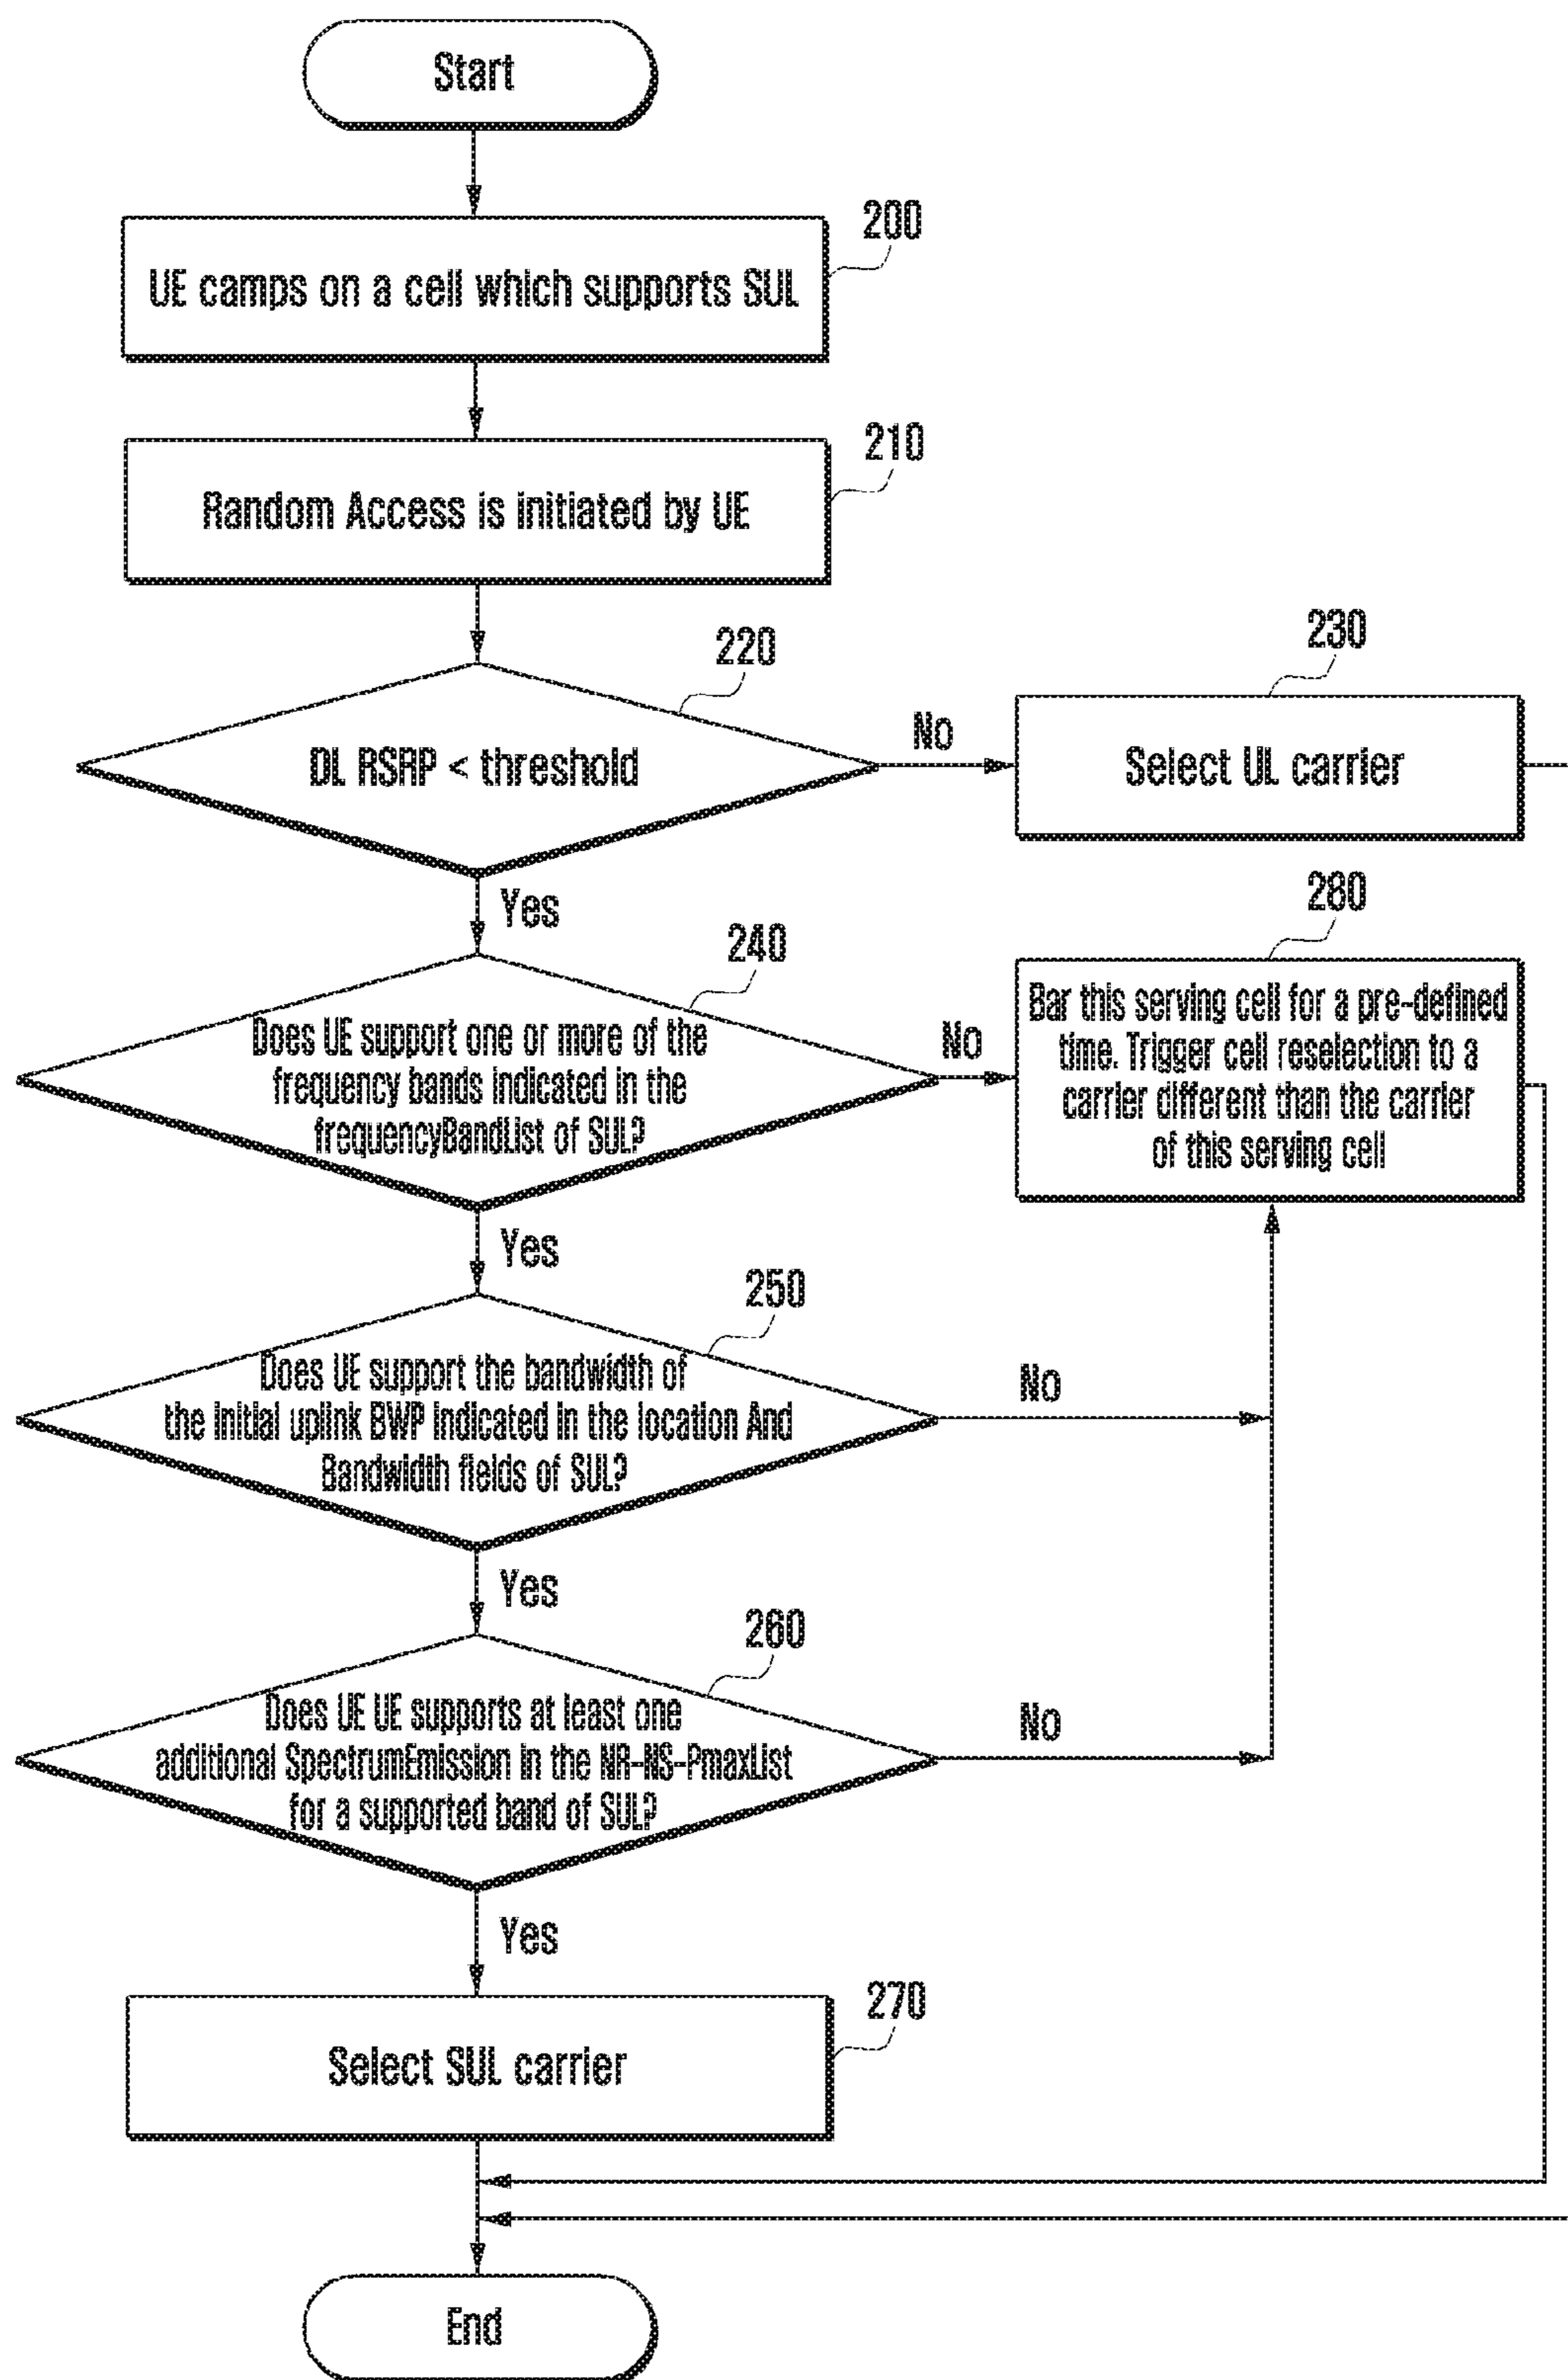 Start
200
UE camps on a cell which supports SUL
210
Random Access is initiated by UE
220
DL RSRP < threshold
No
230
Select UL carrier
Yes
240
Does UE support one or more of the
frequency bands indicated in the
frequencyBandList of SUL?
No
280
Bar this serving cell for a pre-defined
time. Trigger cell reselection to a
carrier different than the carrier
of this serving cell
Yes
250
Does UE support the bandwidth of
the initial uplink BWP indicated in the location And
Bandwidth fields of SUL?
No
Yes
260
Does UE UE supports at least one
additional SpectrumEmission in the NR-NS-PmaxList
for a supported band of SUL?
No
Yes
270
Select SUL carrier
End